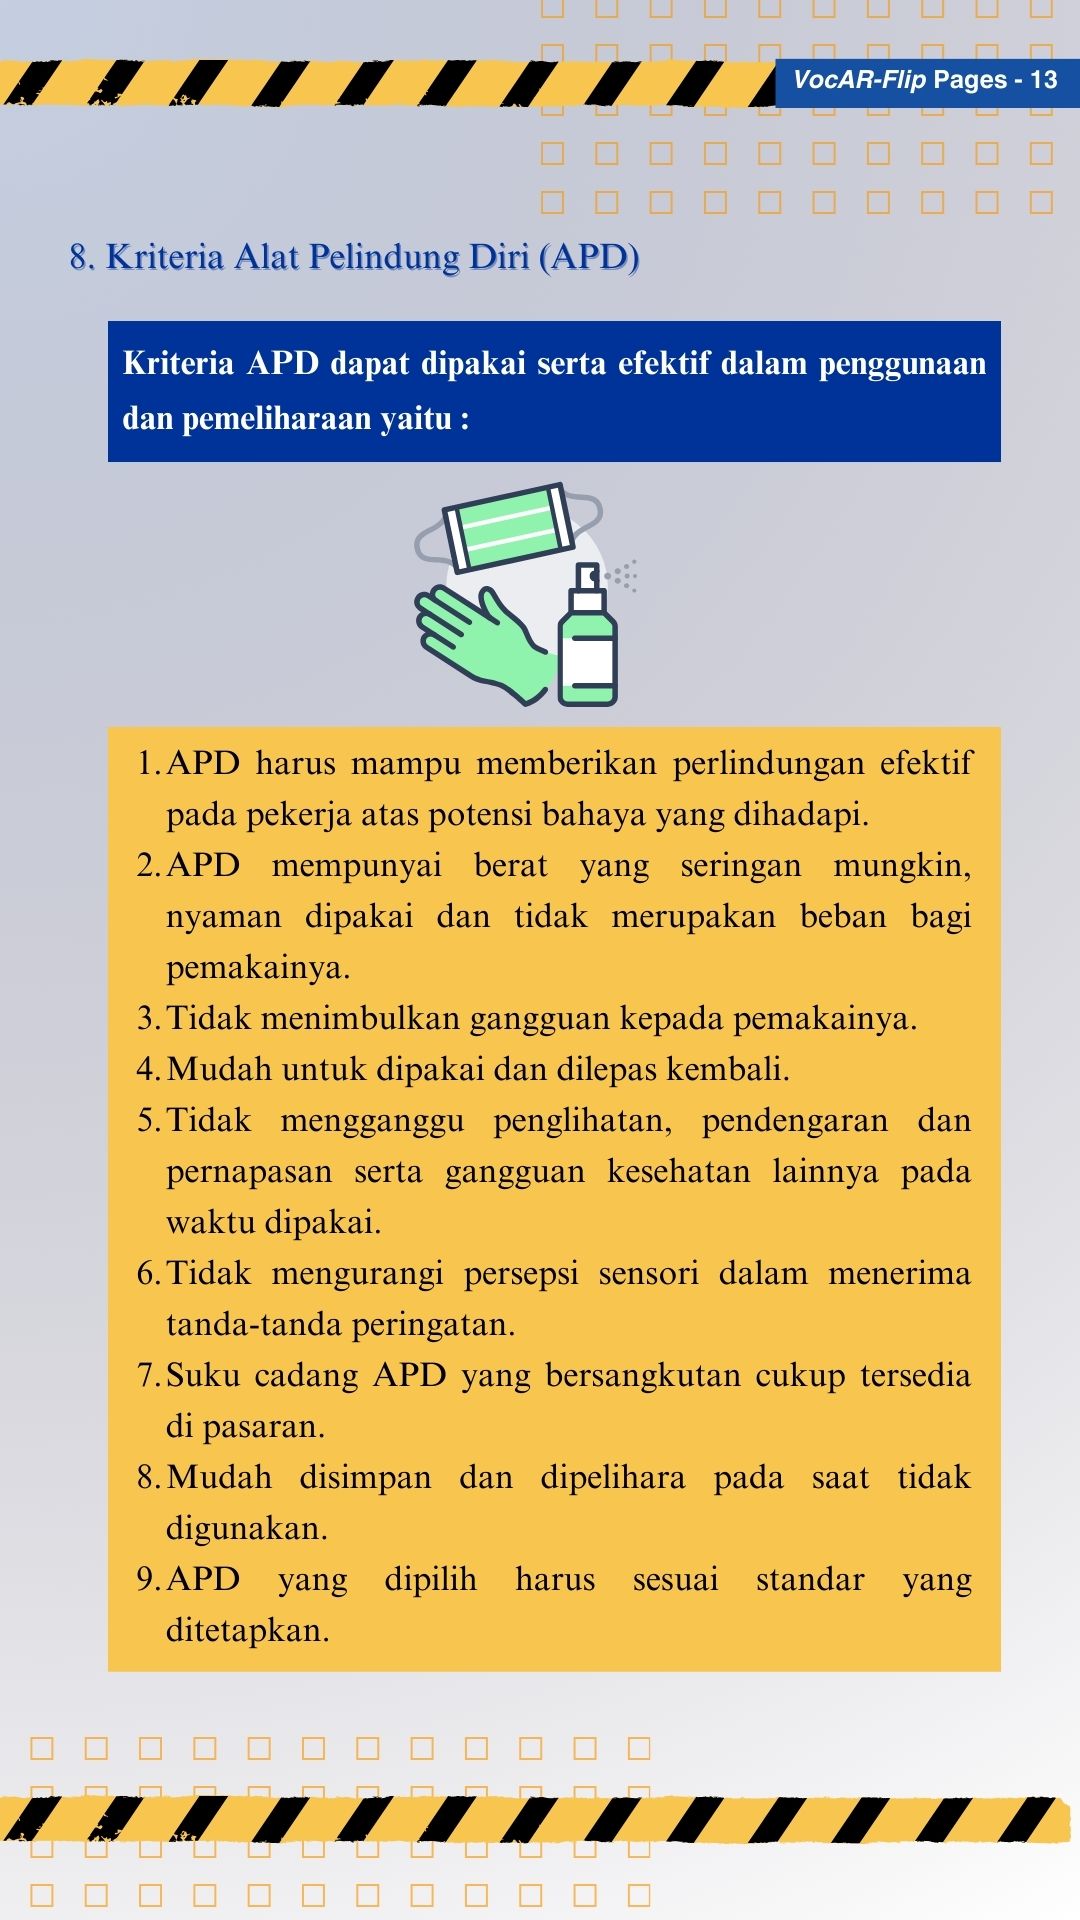 VocAR-Flip Pages - 13
8. Kriteria Alat Pelindung Diri (APD)
Kriteria APD dapat dipakai serta efektif dalam penggunaan
dan pemeliharaan yaitu :
1. APD harus mampu memberikan perlindungan efektif
pada pekerja atas potensi bahaya yang dihadapi.
2. APD mempunyai berat yang seringan mungkin,
nyaman dipakai dan tidak merupakan beban bagi
pemakainya.
3. Tidak menimbulkan gangguan kepada pemakainya.
4. Mudah untuk dipakai dan dilepas kembali.
5. Tidak mengganggu penglihatan, pendengaran dan
pernapasan serta gangguan kesehatan lainnya pada
waktu dipakai.
6. Tidak mengurangi persepsi sensori dalam menerima
tanda-tanda peringatan.
7. Suku cadang APD yang bersangkutan cukup tersedia
di pasaran.
8. Mudah disimpan dan dipelihara pada saat tidak
digunakan.
9. APD yang dipilih harus sesuai standar yang
ditetapkan.